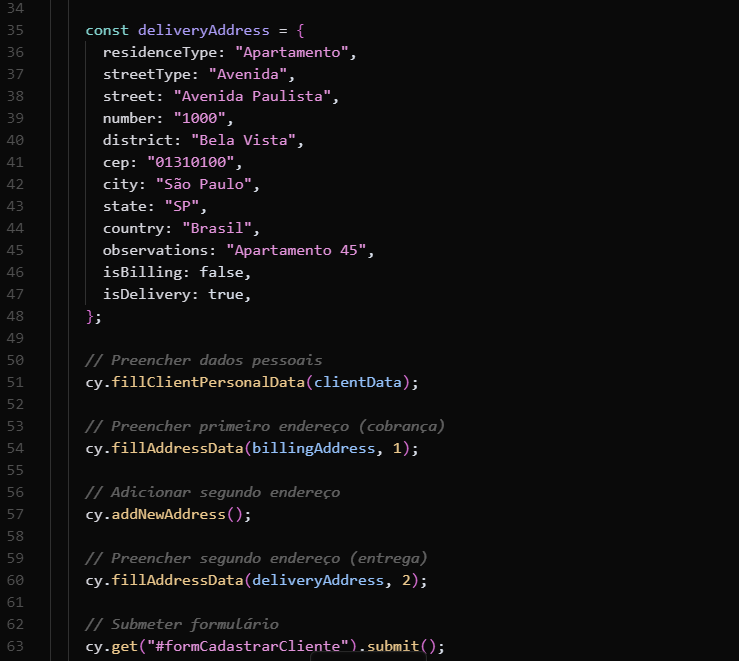 34
35 const deliveryAddress = {
36 residenceType: "Apartamento",
37 streetType: "Avenida",
38 street: "Avenida Paulista",
39 number: "1000",
40 district: "Bela Vista",
41 cep: "01310100",
42 city: "São Paulo",
43 state: "SP",
44 country: "Brasil",
45 observations: "Apartamento 45",
46 isBilling: false,
47 isDelivery: true,
48 };
49
50 // Preencher dados pessoais
51 cy.fillClientPersonalData(clientData);
52
53 // Preencher primeiro endereço (cobrança)
54 cy.fillAddressData(billingAddress, 1);
55
56 // Adicionar segundo endereço
57 cy.addNewAddress();
58
59 // Preencher segundo endereço (entrega)
60 cy.fillAddressData(deliveryAddress, 2);
61
62 // Submeter formulário
63 cy.get("#formCadastrarCliente").submit();